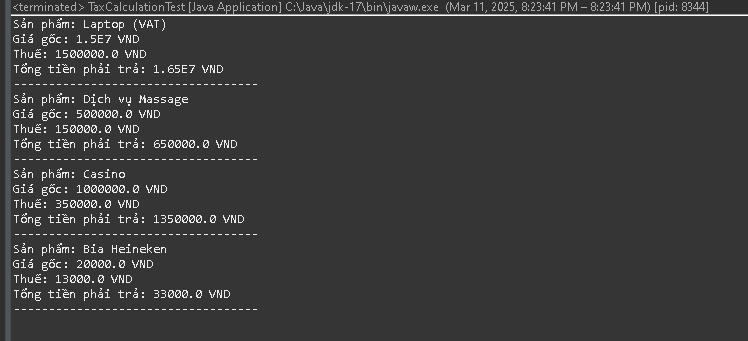 <terminated> TaxCalculationTest [Java Application] C:\Java\jdk-17\bin\javaw.exe (Mar 11, 2025, 8:23:41 PM – 8:23:41 PM) [pid: 8344]
Sản phẩm: Laptop (VAT)
Giá gốc: 1.5E7 VND
Thuế: 1500000.0 VND
Tổng tiền phải trả: 1.65E7 VND
-----------------------------------
Sản phẩm: Dịch vụ Massage
Giá gốc: 500000.0 VND
Thuế: 150000.0 VND
Tổng tiền phải trả: 650000.0 VND
-----------------------------------
Sản phẩm: Casino
Giá gốc: 1000000.0 VND
Thuế: 350000.0 VND
Tổng tiền phải trả: 1350000.0 VND
-----------------------------------
Sản phẩm: Bia Heineken
Giá gốc: 20000.0 VND
Thuế: 13000.0 VND
Tổng tiền phải trả: 33000.0 VND
-----------------------------------